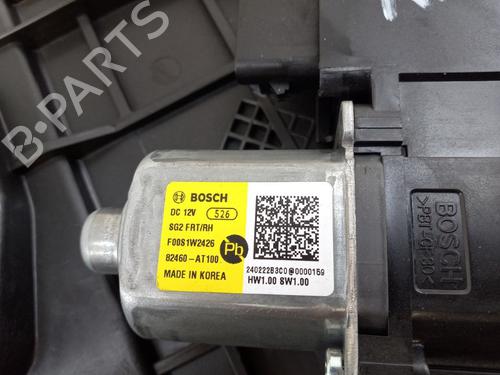 B-PARTS
BOSCH
DC 12V 526
SG2 FRT/RH
F00S1W2426
82460-AT100
Pb
MADE IN KOREA
240222B3C0@0000159
HW1.00 SW1.00
BOSCH